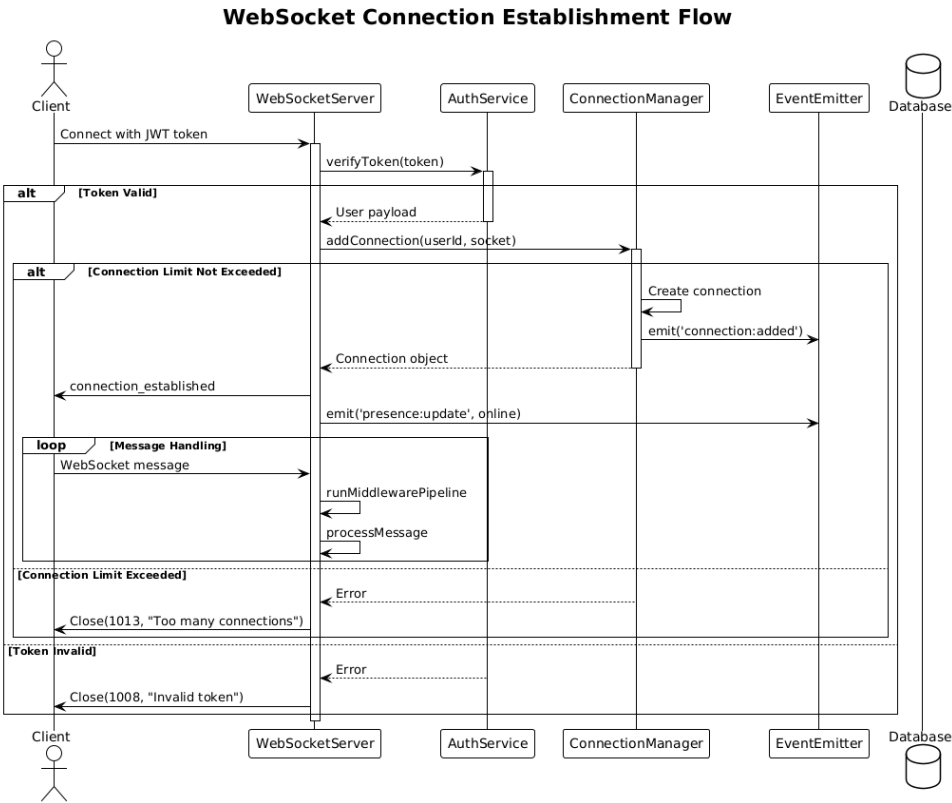 WebSocket Connection Establishment Flow
Client
WebSocketServer
AuthService
ConnectionManager
EventEmitter
Database
Connect with JWT token
verifyToken(token)
alt [Token Valid]
User payload
addConnection(userId, socket)
alt [Connection Limit Not Exceeded]
Create connection
emit('connection:added')
Connection object
connection_established
emit('presence:update', online)
loop [Message Handling]
WebSocket message
runMiddlewarePipeline
processMessage
[Connection Limit Exceeded]
Error
Close(1013, "Too many connections")
[Token Invalid]
Error
Close(1008, "Invalid token")
Client
WebSocketServer
AuthService
ConnectionManager
EventEmitter
Database